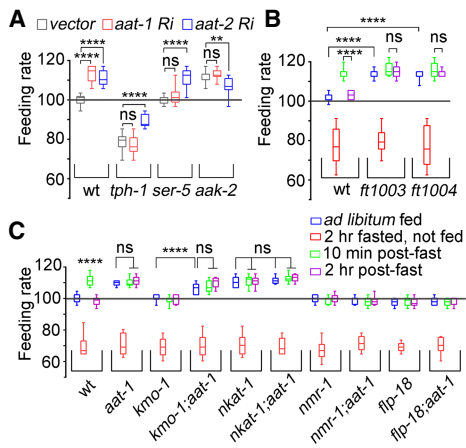 A
vector
aat-1 Ri
aat-2 Ri
Feeding rate
120
100
80
60
****
****
ns
****
ns
****
ns
**
wt
tph-1
ser-5
aak-2
B
Feeding rate
120
100
80
60
****
****
****
ns
ns
wt
ft1003
ft1004
ad libitum fed
2 hr fasted, not fed
10 min post-fast
2 hr post-fast
C
Feeding rate
120
100
80
60
****
ns
****
ns
ns
ns
wt
aat-1
kmo-1
kmo-1;aat-1
nkat-1
nkat-1;aat-1
nmr-1
nmr-1;aat-1
flp-18
flp-18;aat-1